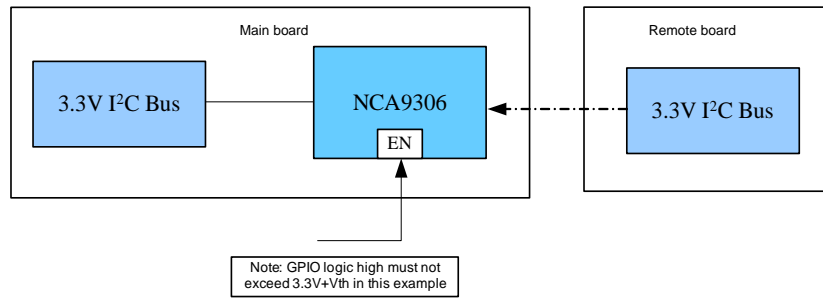 Main board
Remote board
3.3V I²C Bus
NCA9306
EN
3.3V I²C Bus
Note: GPIO logic high must not
exceed 3.3V+Vth in this example